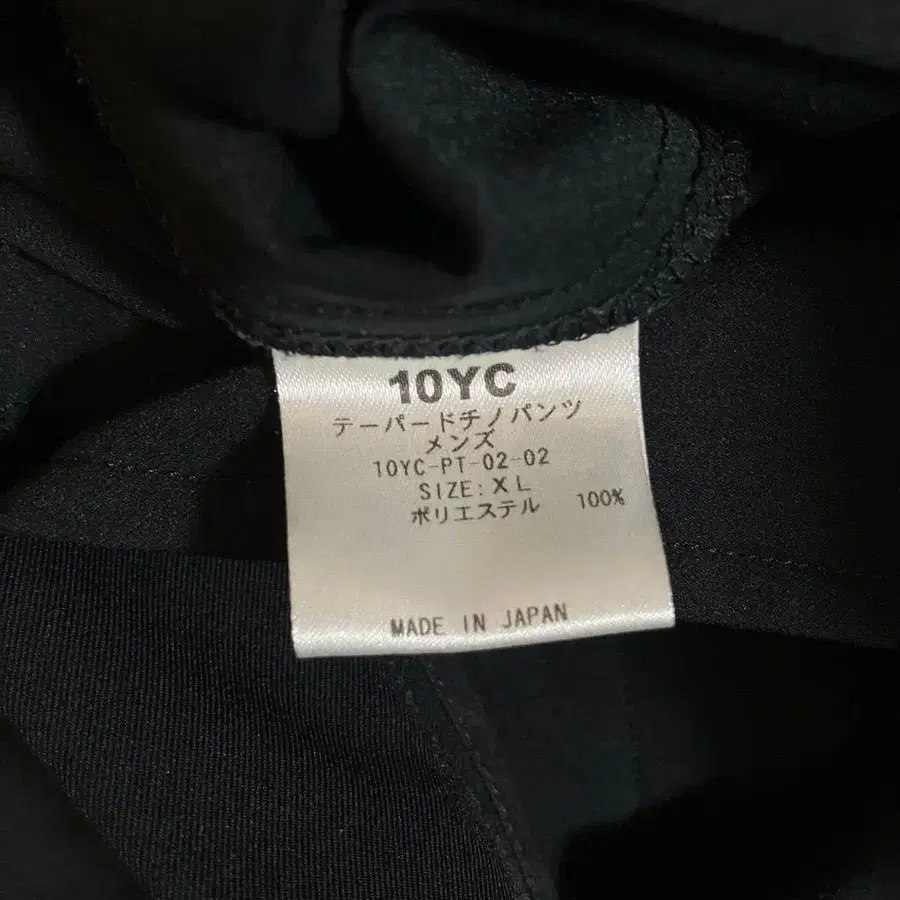 10YC
テーパードチノパンツ
メンズ
10YC-PT-02-02
SIZE: XL
ポリエステル 100%
MADE IN JAPAN